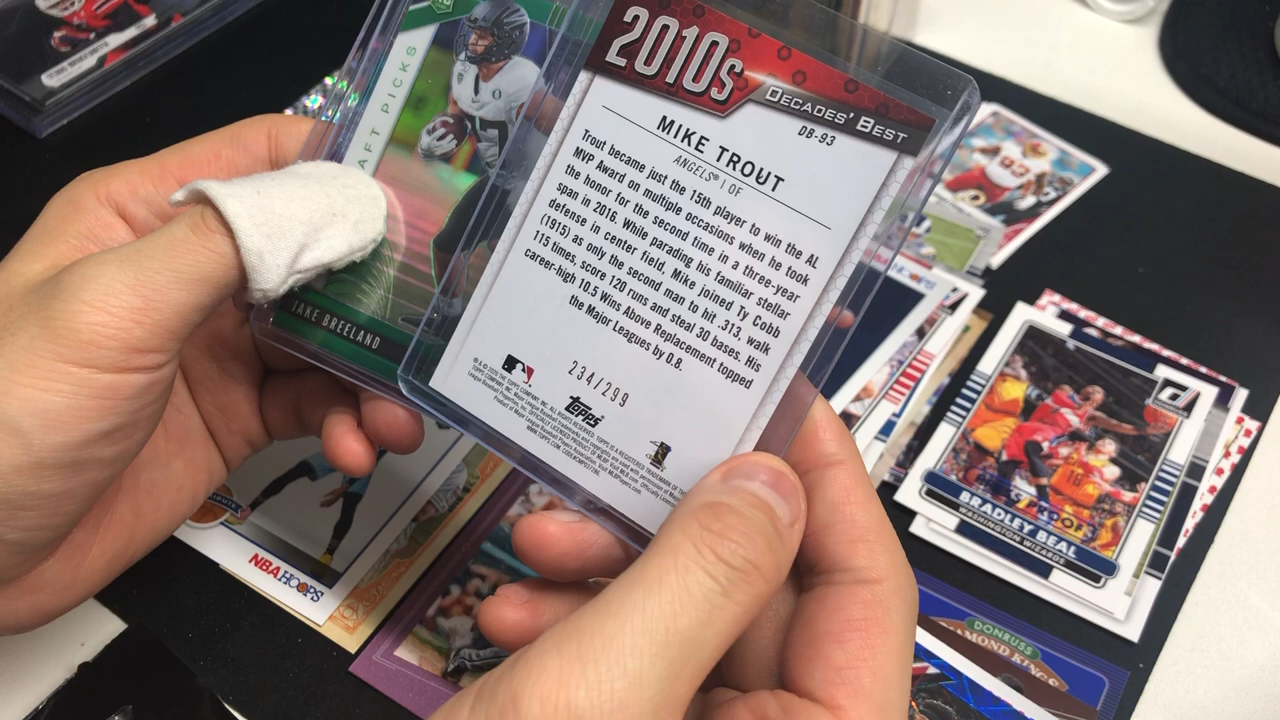 2010s
DECADES' BEST
DB-93
MIKE TROUT
ANGELS® | OF
Trout became just the 15th player to win the AL
MVP Award on multiple occasions when he took
the honor for the second time in a three-year
span in 2016. While parading his familiar stellar
defense in center field, Mike joined Ty Cobb
(1915) as only the second man to hit .313, walk
115 times, score 120 runs and steal 30 bases. His
career-high 10.5 Wins Above Replacement topped
the Major Leagues by 0.8.
234/299
topps
AFT PICKS
JAKE BREELAND
NBA HOOPS
93
BRADLEY BEAL
WASHINGTON WIZARDS
DONRUSS
DIAMOND KINGS